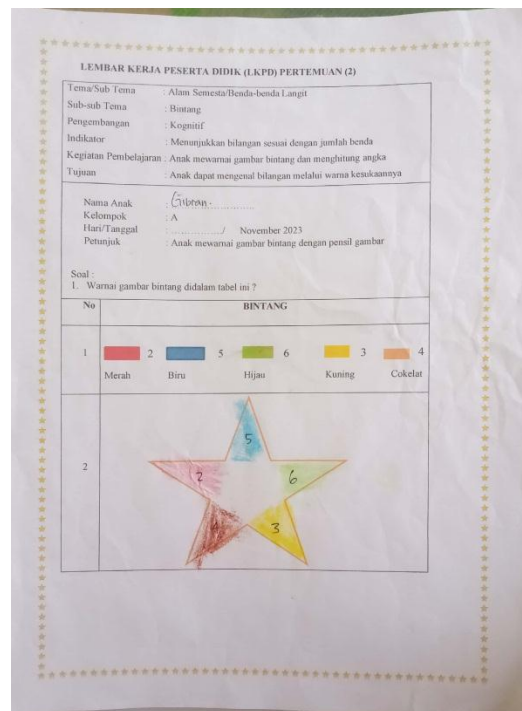 LEMBAR KERJA PESERTA DIDIK (LKPD) PERTEMUAN (2)
Tema/Sub Tema : Alam Semesta/Benda-benda Langit
Sub-sub Tema : Bintang
Pengembangan : Kognitif
Indikator : Menunjukkan bilangan sesuai dengan jumlah benda
Kegiatan Pembelajaran : Anak mewarnai gambar bintang dan menghitung angka
Tujuan : Anak dapat mengenal bilangan melalui warna kesukaannya
Nama Anak : Gibran.
Kelompok : A
Hari/Tanggal : ............../ November 2023
Petunjuk : Anak mewarnai gambar bintang dengan pensil gambar
Soal :
1. Warnai gambar bintang didalam tabel ini ?
No BINTANG
1 2 5 6 3 4
Merah Biru Hijau Kuning Cokelat
5
2 2 6
4 3